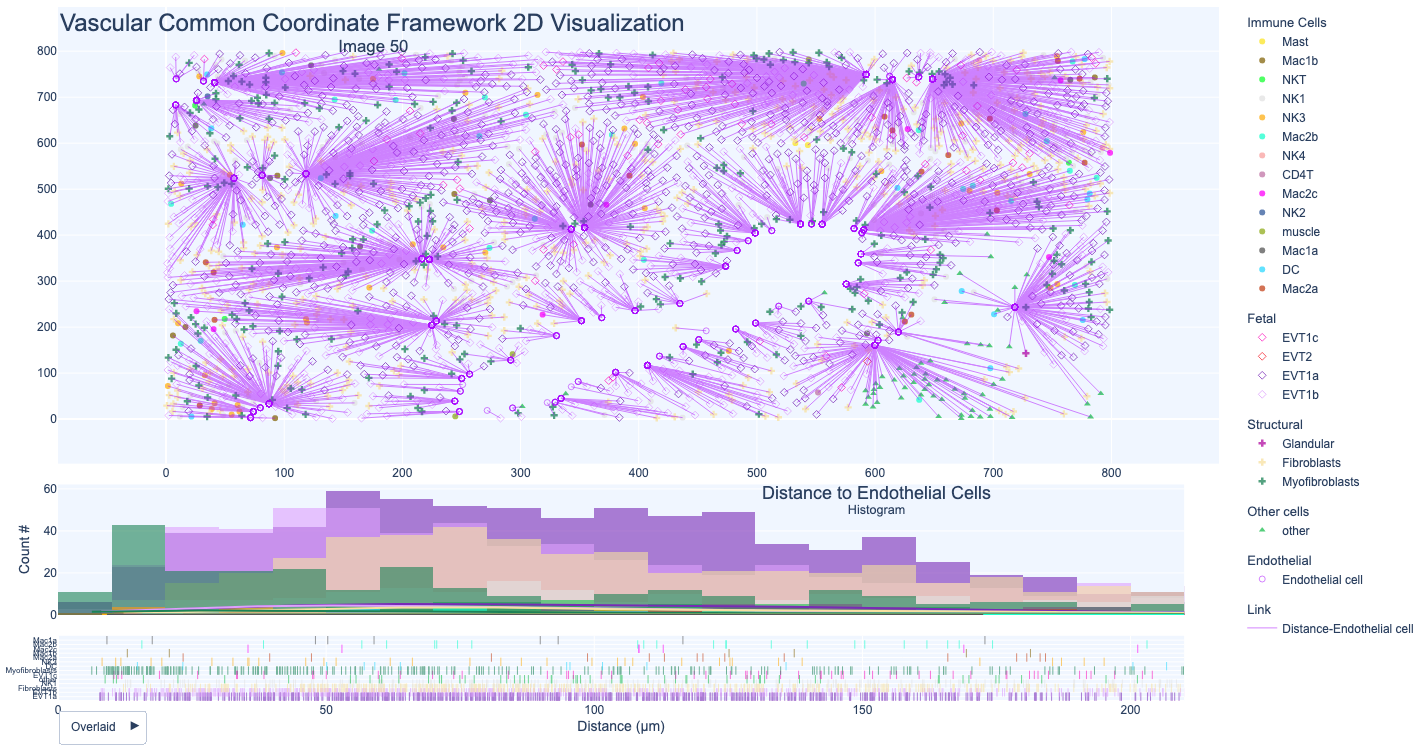 Vascular Common Coordinate Framework 2D Visualization
Image 50
800
700
600
500
400
300
200
100
0
0 100 200 300 400 500 600 700 800
Distance to Endothelial Cells
Histogram
Count #
60
40
20
0
Mac1a
Myofibroblasts
Fibroblasts
0 50 100 150 200
Distance (μm)
Overlaid ▶
Immune Cells
Mast
Mac1b
NKT
NK1
NK3
Mac2b
NK4
CD4T
Mac2c
NK2
muscle
Mac1a
DC
Mac2a
Fetal
EVT1c
EVT2
EVT1a
EVT1b
Structural
Glandular
Fibroblasts
Myofibroblasts
Other cells
other
Endothelial
Endothelial cell
Link
Distance-Endothelial cell